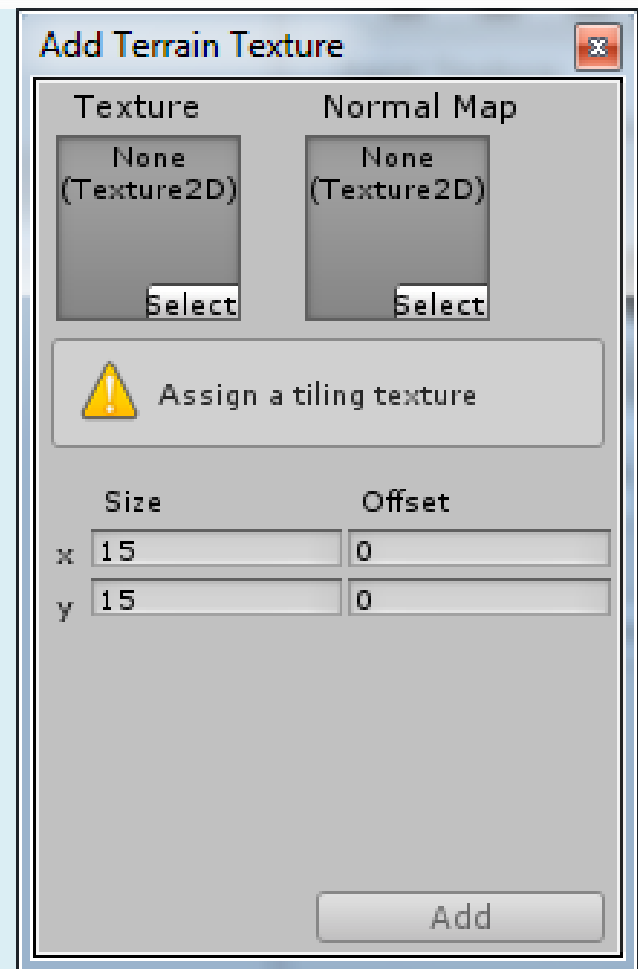 Add Terrain Texture
Texture Normal Map
None None
(Texture2D) (Texture2D)
Select Select
Assign a tiling texture
Size Offset
x 15 0
y 15 0
Add